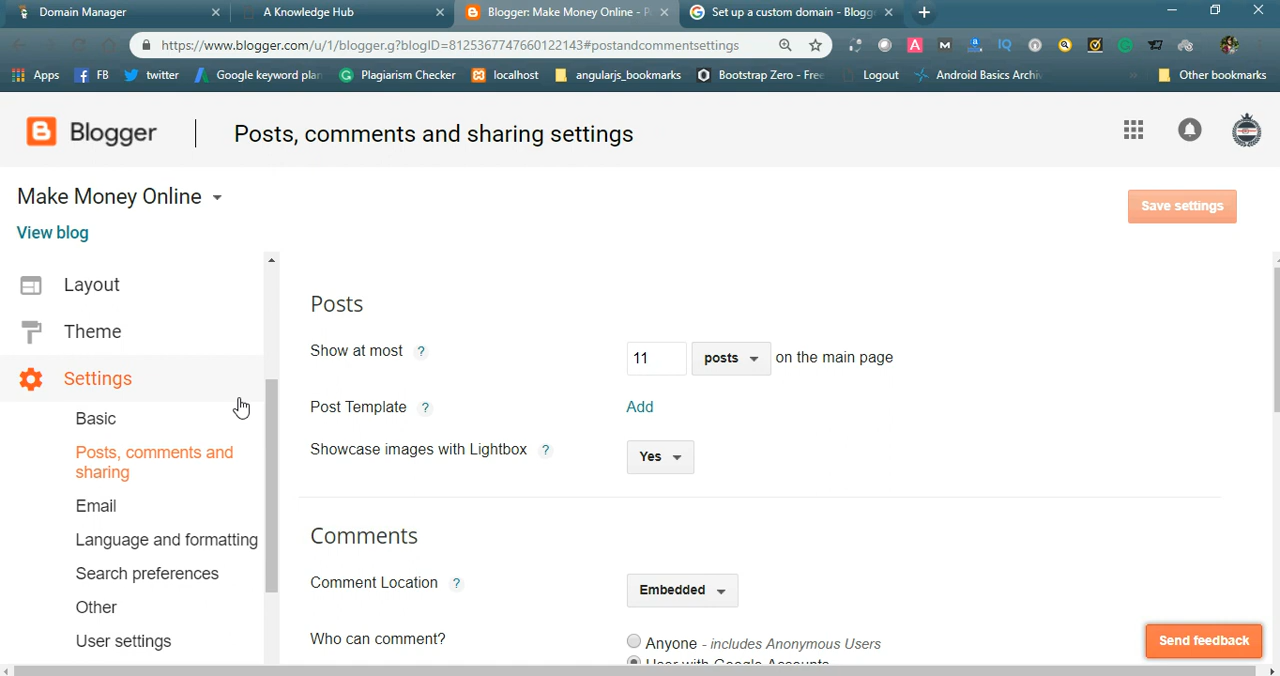 Domain Manager
A Knowledge Hub
Blogger: Make Money Online - P
Set up a custom domain - Blogg
https://www.blogger.com/u/1/blogger.g?blogID=8125367747660122143#postandcommentsettings
Apps
FB
twitter
Google keyword plan
Plagiarism Checker
localhost
angularjs_bookmarks
Bootstrap Zero - Fre
Logout
Android Basics Archi
»
Other bookmarks
Blogger
Posts, comments and sharing settings
Make Money Online
Save settings
View blog
Layout
Theme
Settings
Basic
Posts, comments and
sharing
Email
Language and formatting
Search preferences
Other
User settings
Posts
Show at most ? 11 posts on the main page
Post Template ? Add
Showcase images with Lightbox ? Yes
Comments
Comment Location ? Embedded
Who can comment? Anyone - includes Anonymous Users
User with Google Accounts
Send feedback